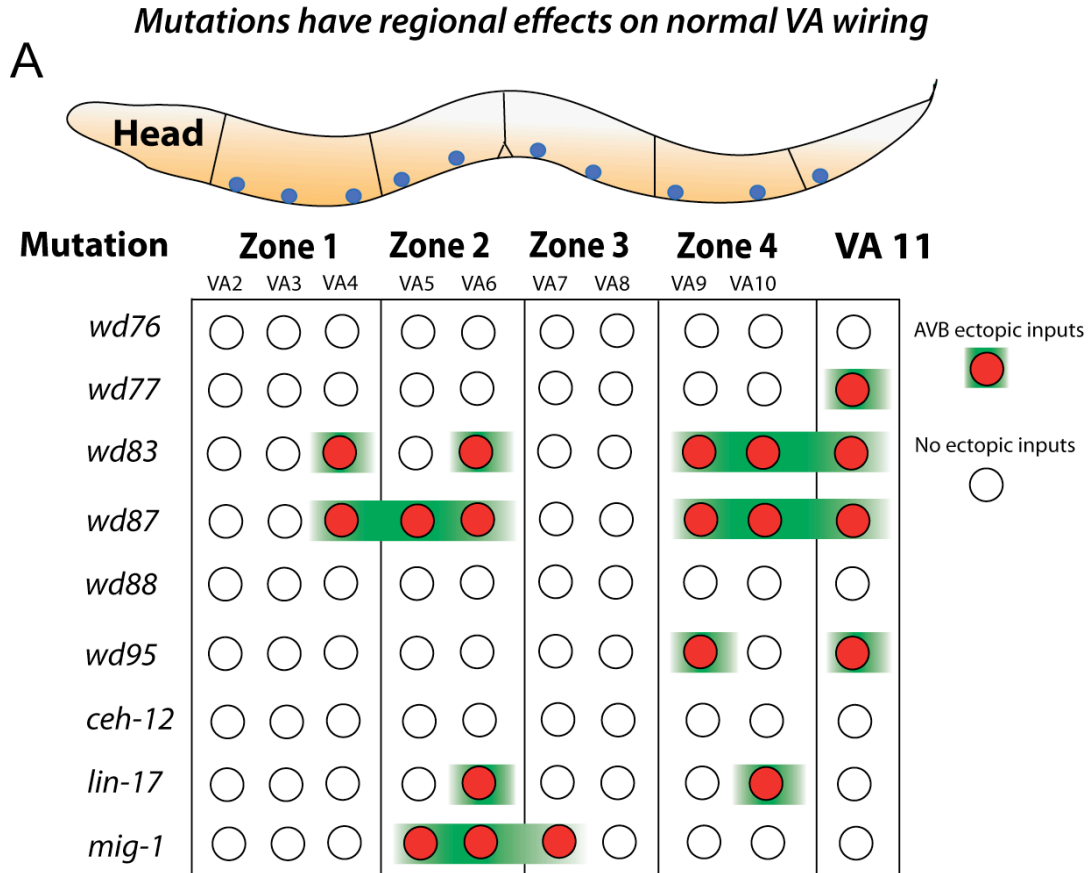 Mutations have regional effects on normal VA wiring
A
Head
Mutation Zone 1 Zone 2 Zone 3 Zone 4 VA 11
VA2 VA3 VA4 VA5 VA6 VA7 VA8 VA9 VA10
wd76
AVB ectopic inputs
wd77
wd83
No ectopic inputs
wd87
wd88
wd95
ceh-12
lin-17
mig-1